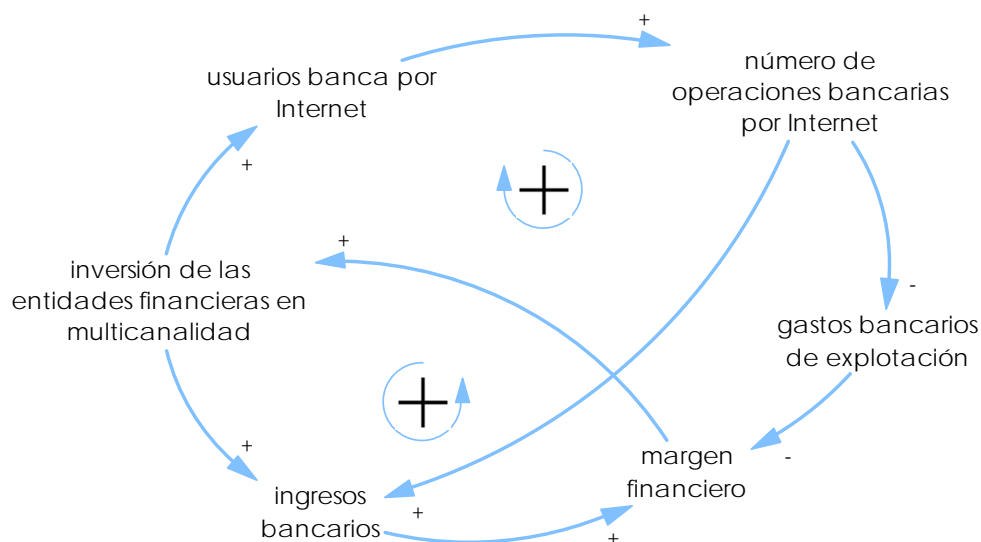 +
usuarios banca por
Internet
número de
operaciones bancarias
por Internet
+
+
+
inversión de las
entidades financieras en
multicanalidad
-
gastos bancarios
de explotación
+
+
-
margen
financiero
ingresos
bancarios
+
+